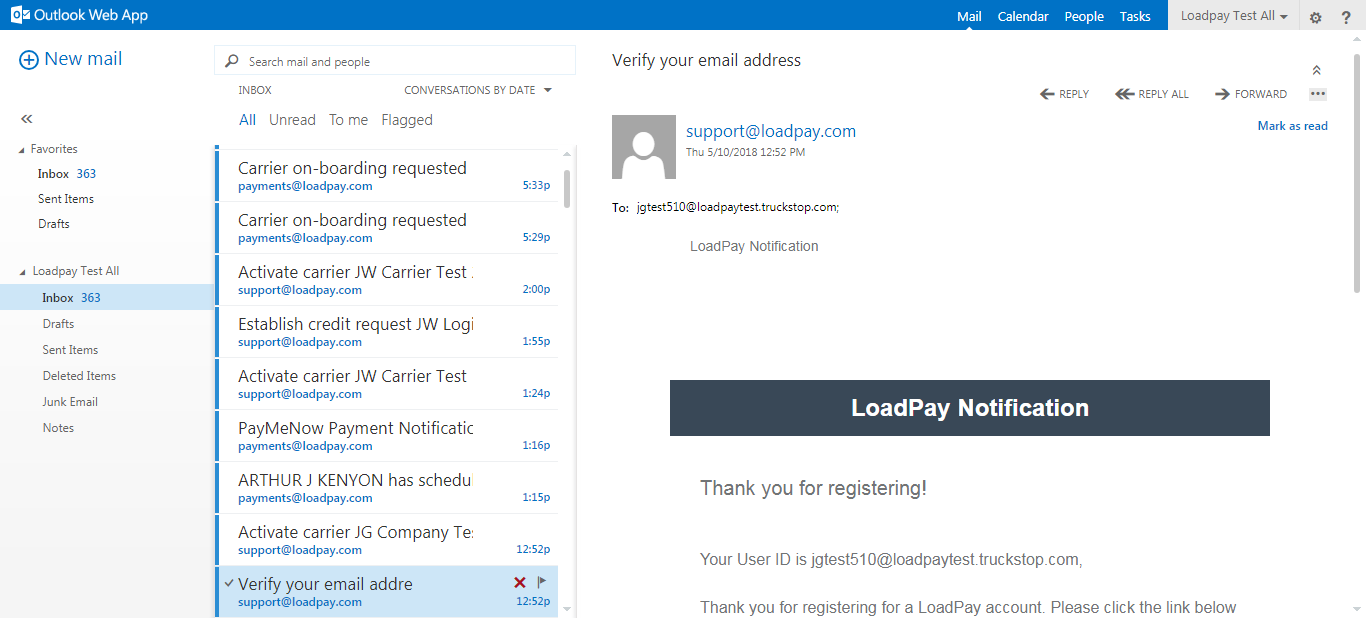 Outlook Web App
Mail Calendar People Tasks Loadpay Test All
New mail
Favorites
Inbox 363
Sent Items
Drafts
Loadpay Test All
Inbox 363
Drafts
Sent Items
Deleted Items
Junk Email
Notes
Search mail and people
INBOX CONVERSATIONS BY DATE
All Unread To me Flagged
Carrier on-boarding requested
payments@loadpay.com 5:33p
Carrier on-boarding requested
payments@loadpay.com 5:29p
Activate carrier JW Carrier Test .
support@loadpay.com 2:00p
Establish credit request JW Logi
support@loadpay.com 1:55p
Activate carrier JW Carrier Test
support@loadpay.com 1:24p
PayMeNow Payment Notificatic
payments@loadpay.com 1:16p
ARTHUR J KENYON has schedul
payments@loadpay.com 1:15p
Activate carrier JG Company Tes
support@loadpay.com 12:52p
Verify your email addre
support@loadpay.com 12:52p
Verify your email address
REPLY REPLY ALL FORWARD
Mark as read
support@loadpay.com
Thu 5/10/2018 12:52 PM
To: jgtest510@loadpaytest.truckstop.com;
LoadPay Notification
LoadPay Notification
Thank you for registering!
Your User ID is jgtest510@loadpaytest.truckstop.com,
Thank you for registering for a LoadPay account. Please click the link below